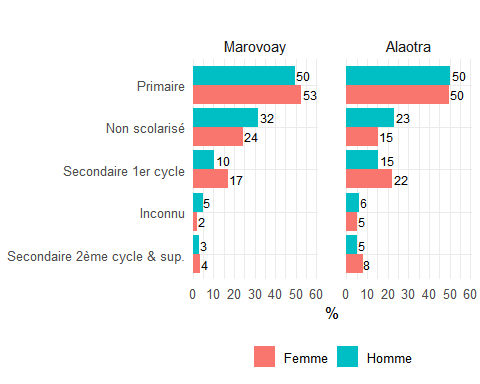 Marovoay Alaotra
Primaire 50 53 50 50
Non scolarisé 32 24 23 15
Secondaire 1er cycle 10 17 15 22
Inconnu 5 2 6 5
Secondaire 2ème cycle & sup. 3 4 5 8
0 10 20 30 40 50 60 0 10 20 30 40 50 60
%
Femme Homme